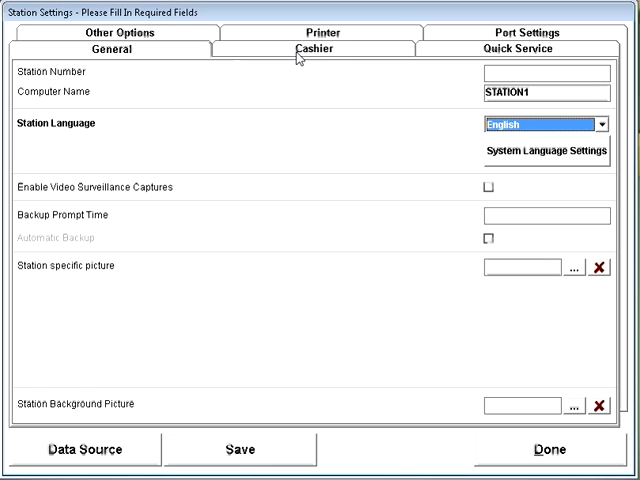 Station Settings - Please Fill In Required Fields
Other Options
Printer
Port Settings
General
Cashier
Quick Service
Station Number
Computer Name
STATION1
Station Language
English
System Language Settings
Enable Video Surveillance Captures
Backup Prompt Time
Automatic Backup
Station specific picture
...
Station Background Picture
...
Data Source
Save
Done